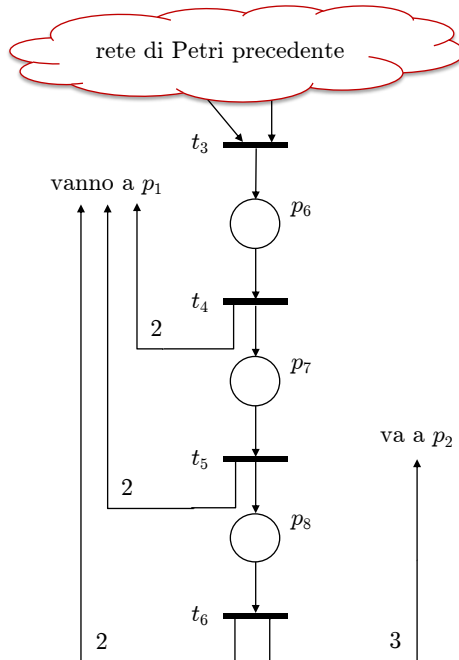 rete di Petri precedente
t₃
vanno a p₁
p₆
t₄
2
p₇
va a p₂
t₅
2
p₈
t₆
2
3